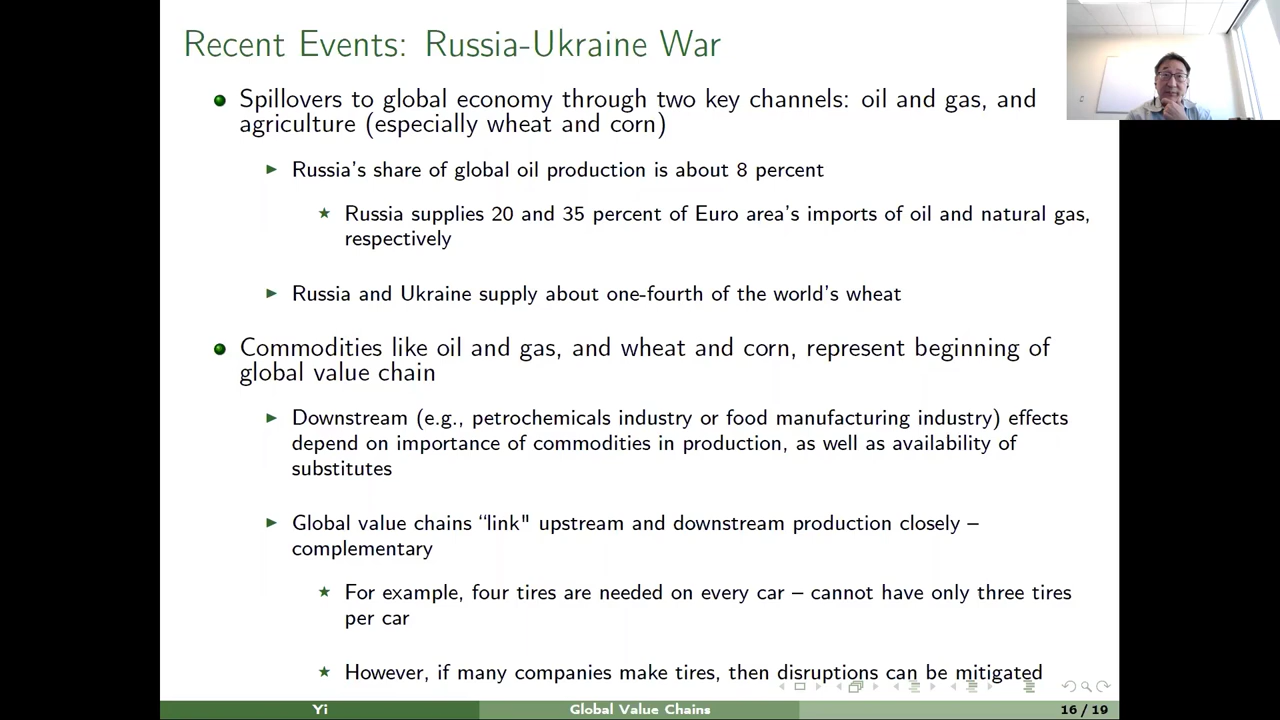 Recent Events: Russia-Ukraine War
Spillovers to global economy through two key channels: oil and gas, and
agriculture (especially wheat and corn)
Russia's share of global oil production is about 8 percent
Russia supplies 20 and 35 percent of Euro area's imports of oil and natural gas,
respectively
Russia and Ukraine supply about one-fourth of the world's wheat
Commodities like oil and gas, and wheat and corn, represent beginning of
global value chain
Downstream (e.g., petrochemicals industry or food manufacturing industry) effects
depend on importance of commodities in production, as well as availability of
substitutes
Global value chains “link" upstream and downstream production closely –
complementary
For example, four tires are needed on every car – cannot have only three tires
per car
However, if many companies make tires, then disruptions can be mitigated
Yi
Global Value Chains
16 / 19